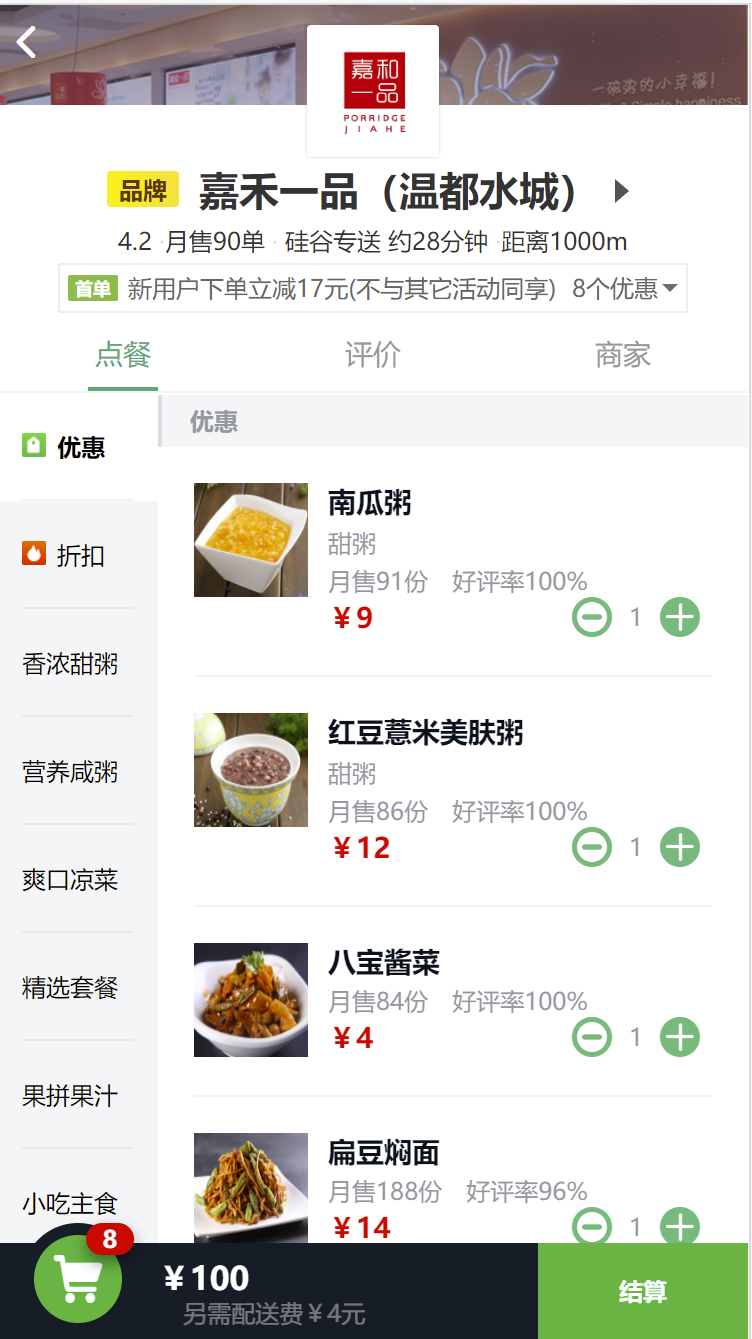 一碗粥的小幸福!
嘉和
一品
PORRIDGE
JIAHE
品牌 嘉禾一品（温都水城）
4.2 · 月售90单 · 硅谷专送 约28分钟 · 距离1000m
首单 新用户下单立减17元(不与其它活动同享) 8个优惠
点餐 评价 商家
优惠
折扣
香浓甜粥
营养咸粥
爽口凉菜
精选套餐
果拼果汁
小吃主食
优惠
南瓜粥
甜粥
月售91份 好评率100%
￥9 1
红豆薏米美肤粥
甜粥
月售86份 好评率100%
￥12 1
八宝酱菜
月售84份 好评率100%
￥4 1
扁豆焖面
月售188份 好评率96%
￥14 1
8
￥100
另需配送费￥4元
结算